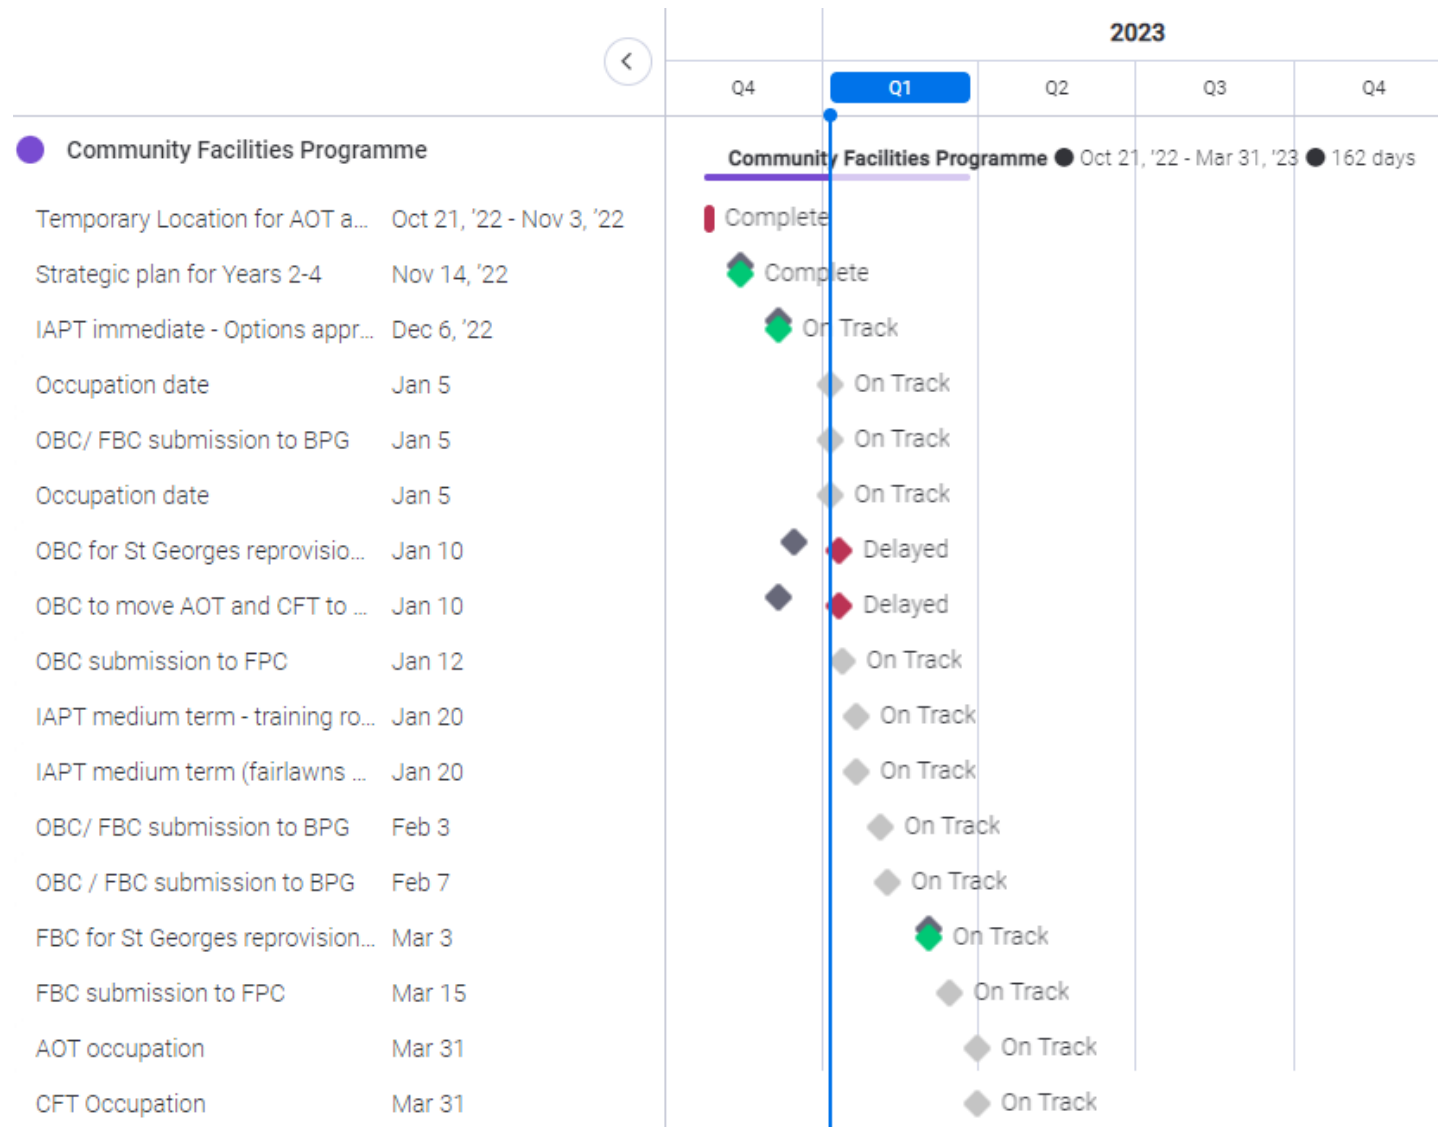 2023
Q4 Q1 Q2 Q3 Q4
Community Facilities Programme
Community Facilities Programme ● Oct 21, '22 - Mar 31, '23 ● 162 days
Temporary Location for AOT a... Oct 21, '22 - Nov 3, '22 Complete
Strategic plan for Years 2-4 Nov 14, '22 Complete
IAPT immediate - Options appr... Dec 6, '22 On Track
Occupation date Jan 5 On Track
OBC/ FBC submission to BPG Jan 5 On Track
Occupation date Jan 5 On Track
OBC for St Georges reprovisio... Jan 10 Delayed
OBC to move AOT and CFT to ... Jan 10 Delayed
OBC submission to FPC Jan 12 On Track
IAPT medium term - training ro... Jan 20 On Track
IAPT medium term (fairlawns ... Jan 20 On Track
OBC/ FBC submission to BPG Feb 3 On Track
OBC / FBC submission to BPG Feb 7 On Track
FBC for St Georges reprovision... Mar 3 On Track
FBC submission to FPC Mar 15 On Track
AOT occupation Mar 31 On Track
CFT Occupation Mar 31 On Track